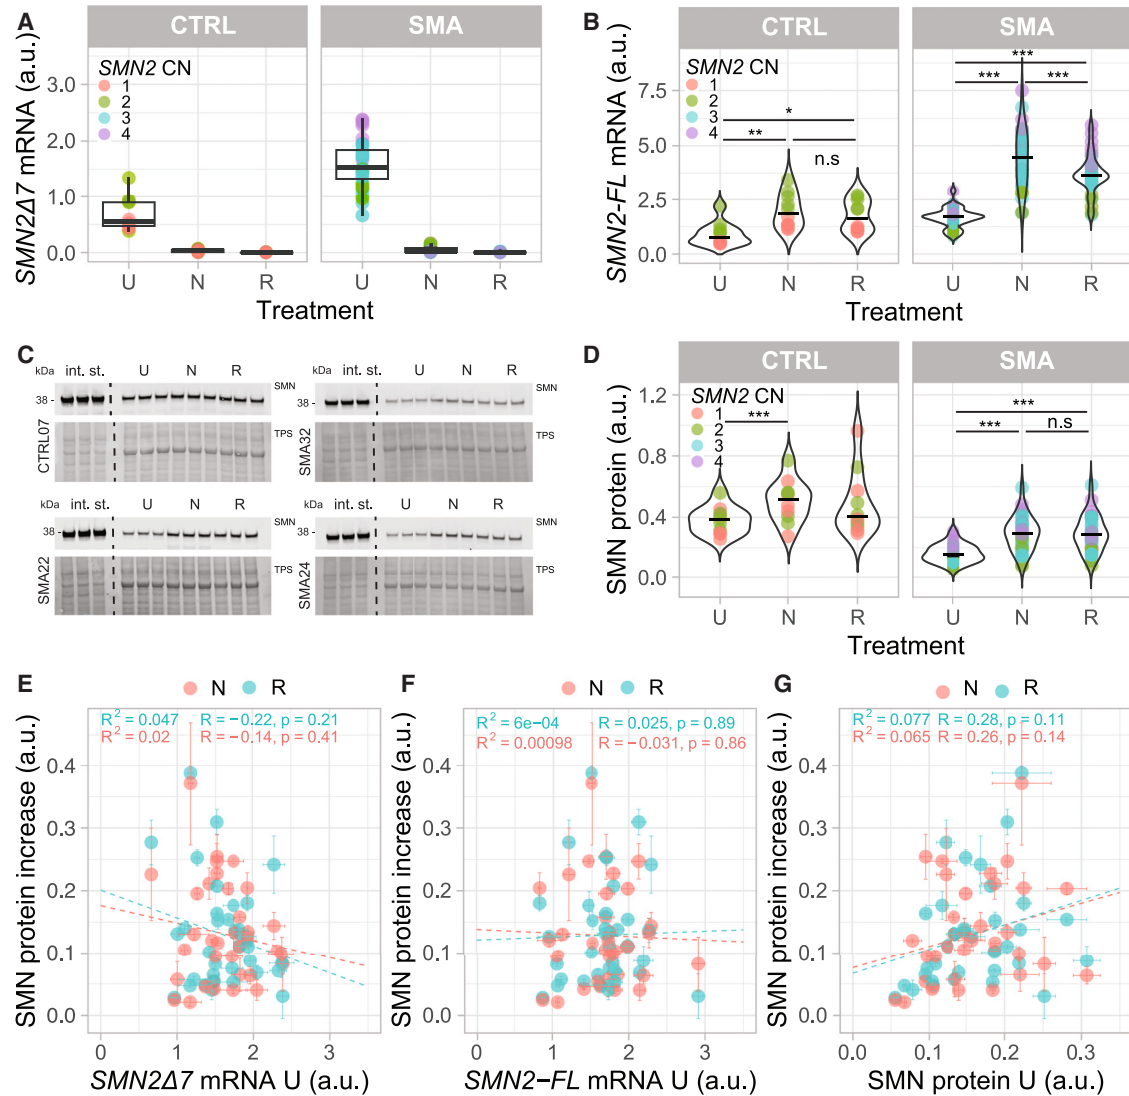 A
CTRL
SMA
SMN2Δ7 mRNA (a.u.)
SMN2 CN
1
2
3
4
3.0
2.0
1.0
0.0
U
N
R
U
N
R
Treatment
B
CTRL
SMA
SMN2-FL mRNA (a.u.)
SMN2 CN
1
2
3
4
7.5
5.0
2.5
0.0
*
**
n.s
***
***
***
U
N
R
U
N
R
C
kDa
int. st.
U
N
R
SMN
38
TPS
CTRL07
kDa
int. st.
U
N
R
SMN
38
TPS
SMA32
kDa
int. st.
U
N
R
SMN
38
TPS
SMA22
kDa
int. st.
U
N
R
SMN
38
TPS
SMA24
D
CTRL
SMA
SMN protein (a.u.)
SMN2 CN
1
2
3
4
1.2
0.8
0.4
0.0
***
***
***
n.s
U
N
R
U
N
R
Treatment
E
N
R
R² = 0.047 R = −0.22, p = 0.21
R² = 0.02 R = −0.14, p = 0.41
SMN protein increase (a.u.)
0.4
0.3
0.2
0.1
0.0
0
1
2
3
SMN2Δ7 mRNA U (a.u.)
F
N
R
R² = 6e−04 R = 0.025, p = 0.89
R² = 0.00098 R = −0.031, p = 0.86
SMN protein increase (a.u.)
0.4
0.3
0.2
0.1
0.0
0
1
2
3
SMN2−FL mRNA U (a.u.)
G
N
R
R² = 0.077 R = 0.28, p = 0.11
R² = 0.065 R = 0.26, p = 0.14
SMN protein increase (a.u.)
0.4
0.3
0.2
0.1
0.0
0.0
0.1
0.2
0.3
SMN protein U (a.u.)